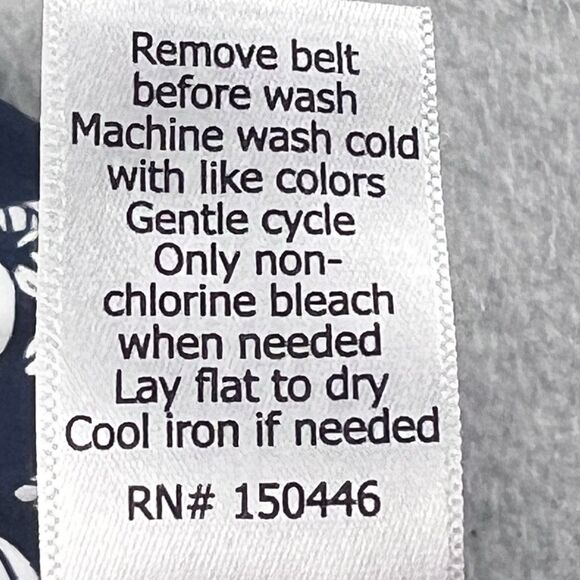 Remove belt
before wash
Machine wash cold
with like colors
Gentle cycle
Only non-
chlorine bleach
when needed
Lay flat to dry
Cool iron if needed
RN# 150446